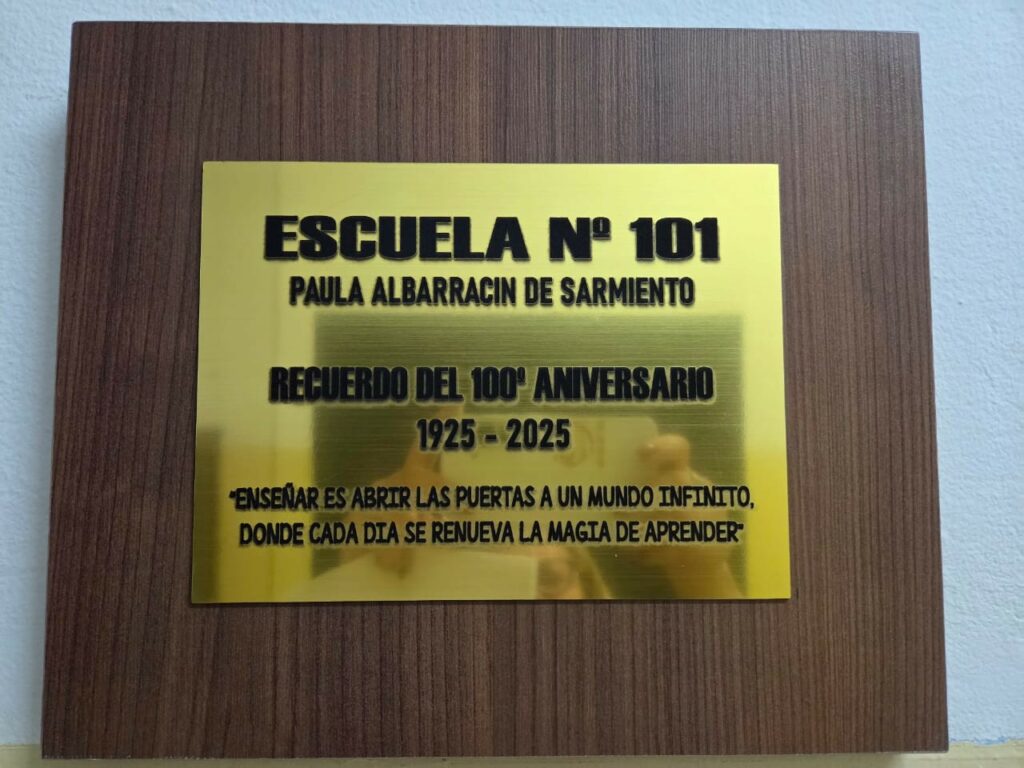 ESCUELA Nº 101
PAULA ALBARRACIN DE SARMIENTO
RECUERDO DEL 100º ANIVERSARIO
1925 - 2025
"ENSEÑAR ES ABRIR LAS PUERTAS A UN MUNDO INFINITO,
DONDE CADA DIA SE RENUEVA LA MAGIA DE APRENDER"